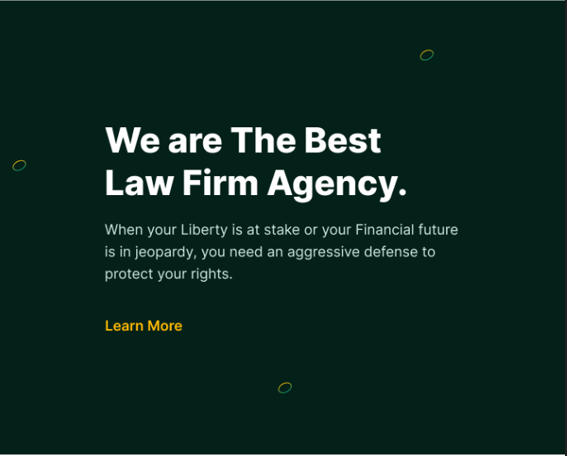 We are The Best
Law Firm Agency.
When your Liberty is at stake or your Financial future
is in jeopardy, you need an aggressive defense to
protect your rights.
Learn More